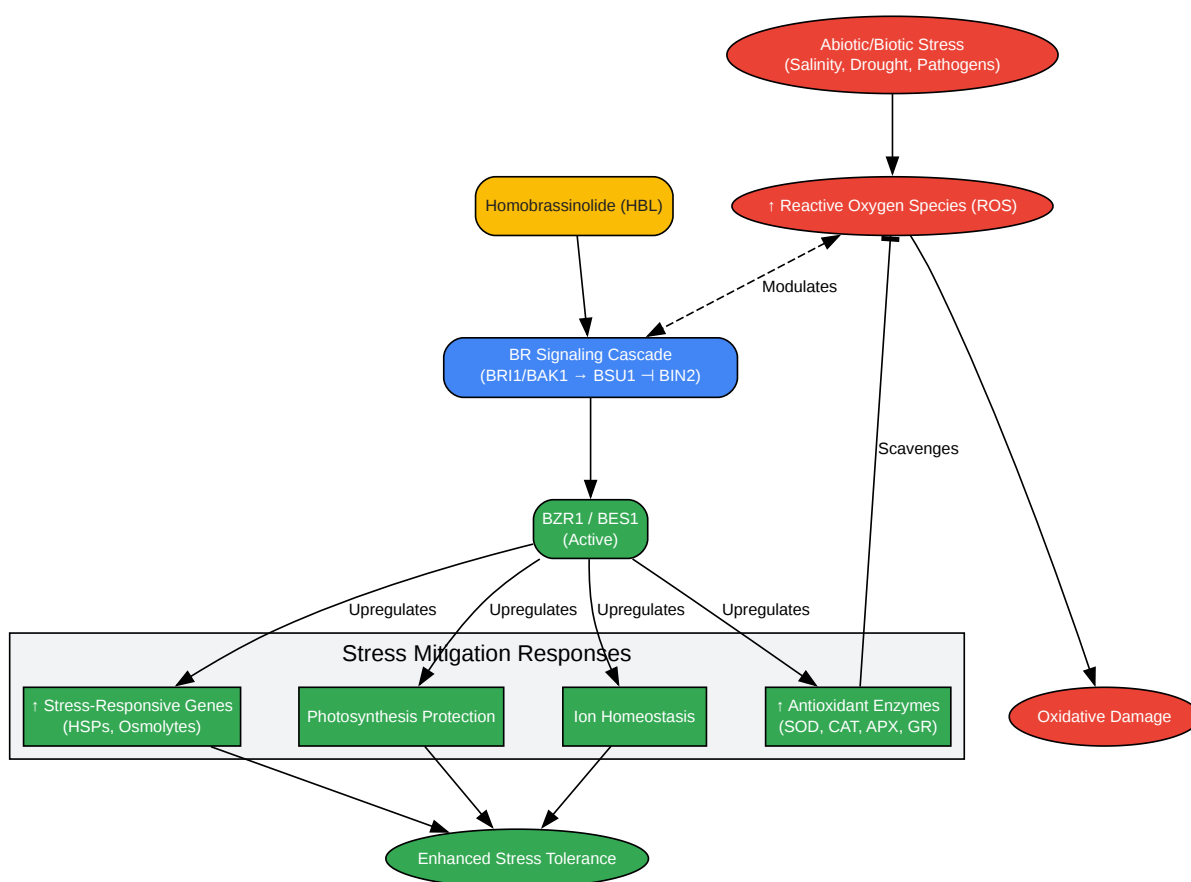 Abiotic/Biotic Stress
(Salinity, Drought, Pathogens)
Homobrassinolide (HBL)
↑ Reactive Oxygen Species (ROS)
Modulates
BR Signaling Cascade
(BRI1/BAK1 → BSU1 ⊣ BIN2)
Scavenges
BZR1 / BES1
(Active)
Upregulates
Upregulates
Upregulates
Upregulates
Stress Mitigation Responses
↑ Stress-Responsive Genes
(HSPs, Osmolytes)
Photosynthesis Protection
Ion Homeostasis
↑ Antioxidant Enzymes
(SOD, CAT, APX, GR)
Oxidative Damage
Enhanced Stress Tolerance